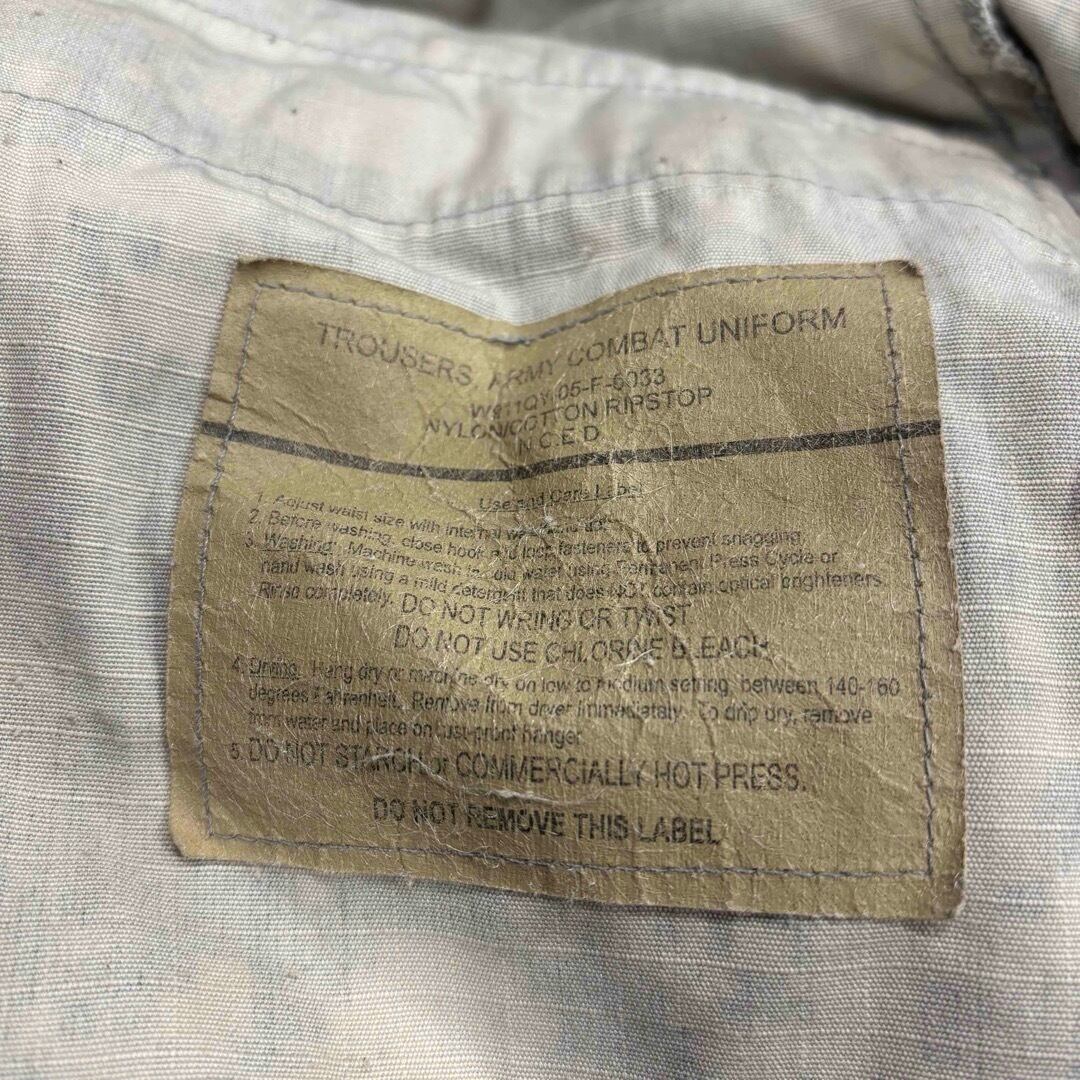 TROUSERS, ARMY COMBAT UNIFORM
W911QY-05-F-6033
NYLON/COTTON RIPSTOP
N.C.E.D.
Use and Care Label
1. Adjust waist size with internal
2. Before washing, close hook and loop fasteners to prevent snagging.
3. Washing: Machine wash in cold water using Permanent Press Cycle or
hand wash using a mild detergent that does NOT contain optical brighteners.
Rinse completely. DO NOT WRING OR TWIST
DO NOT USE CHLORINE BLEACH.
4. Drying: Hang dry or machine dry on low to medium setting, between 140-160
degrees Fahrenheit. Remove from dryer immediately. To drip dry, remove
from water and place on rust-proof hanger.
5. DO NOT STARCH or COMMERCIALLY HOT PRESS.
DO NOT REMOVE THIS LABEL